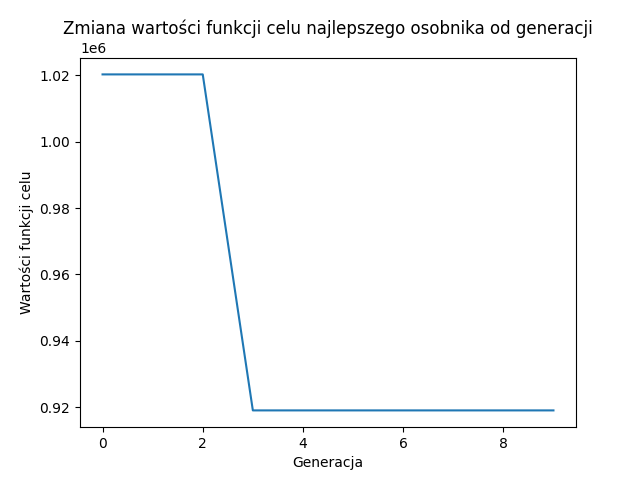 Zmiana wartości funkcji celu najlepszego osobnika od generacji
1e6
1.02
1.00
0.98
0.96
0.94
0.92
Wartości funkcji celu
0 2 4 6 8
Generacja